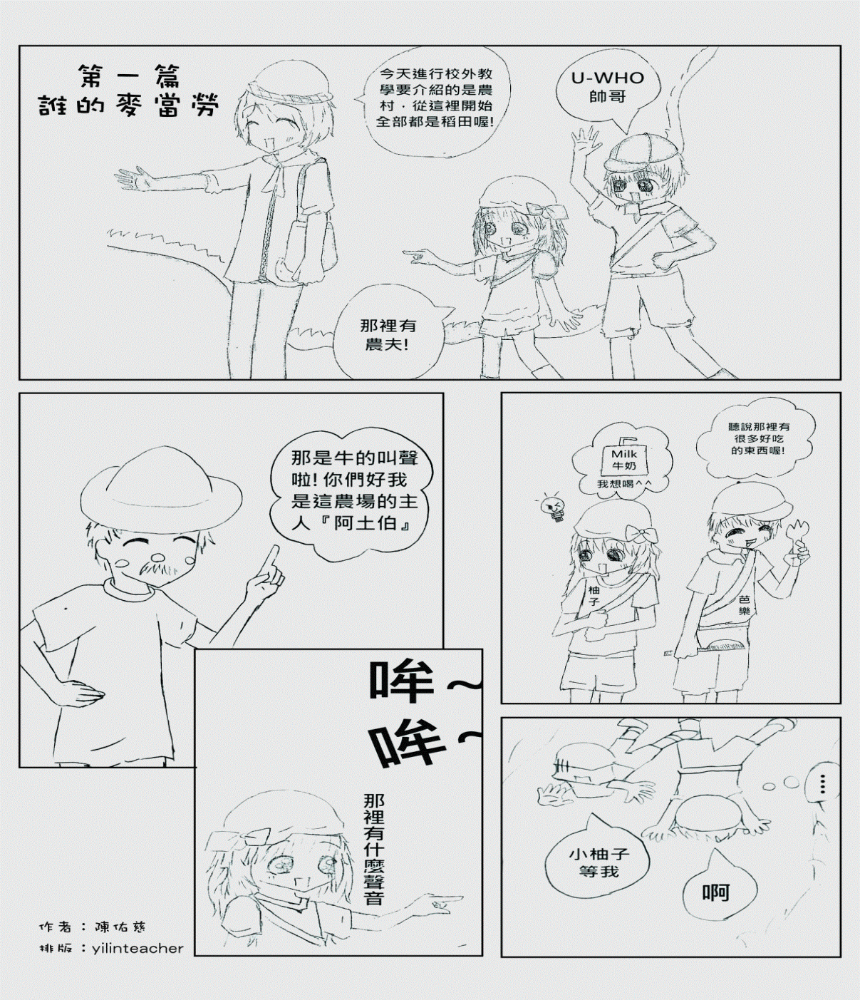 第一篇
誰的麥當勞
今天進行校外教
學要介紹的是農
村，從這裡開始
全部都是稻田喔!
U-WHO
帥哥
那裡有
農夫!
那是牛的叫聲
啦! 你們好我
是這農場的主
人『阿土伯』
哞~
哞~
那裡有什麼聲音
Milk
牛奶
我想喝^^
聽說那裡有
很多好吃
的東西喔!
柚子
芭樂
......
小柚子
等我
啊
作者：陳佑慈
排版：yilinteacher